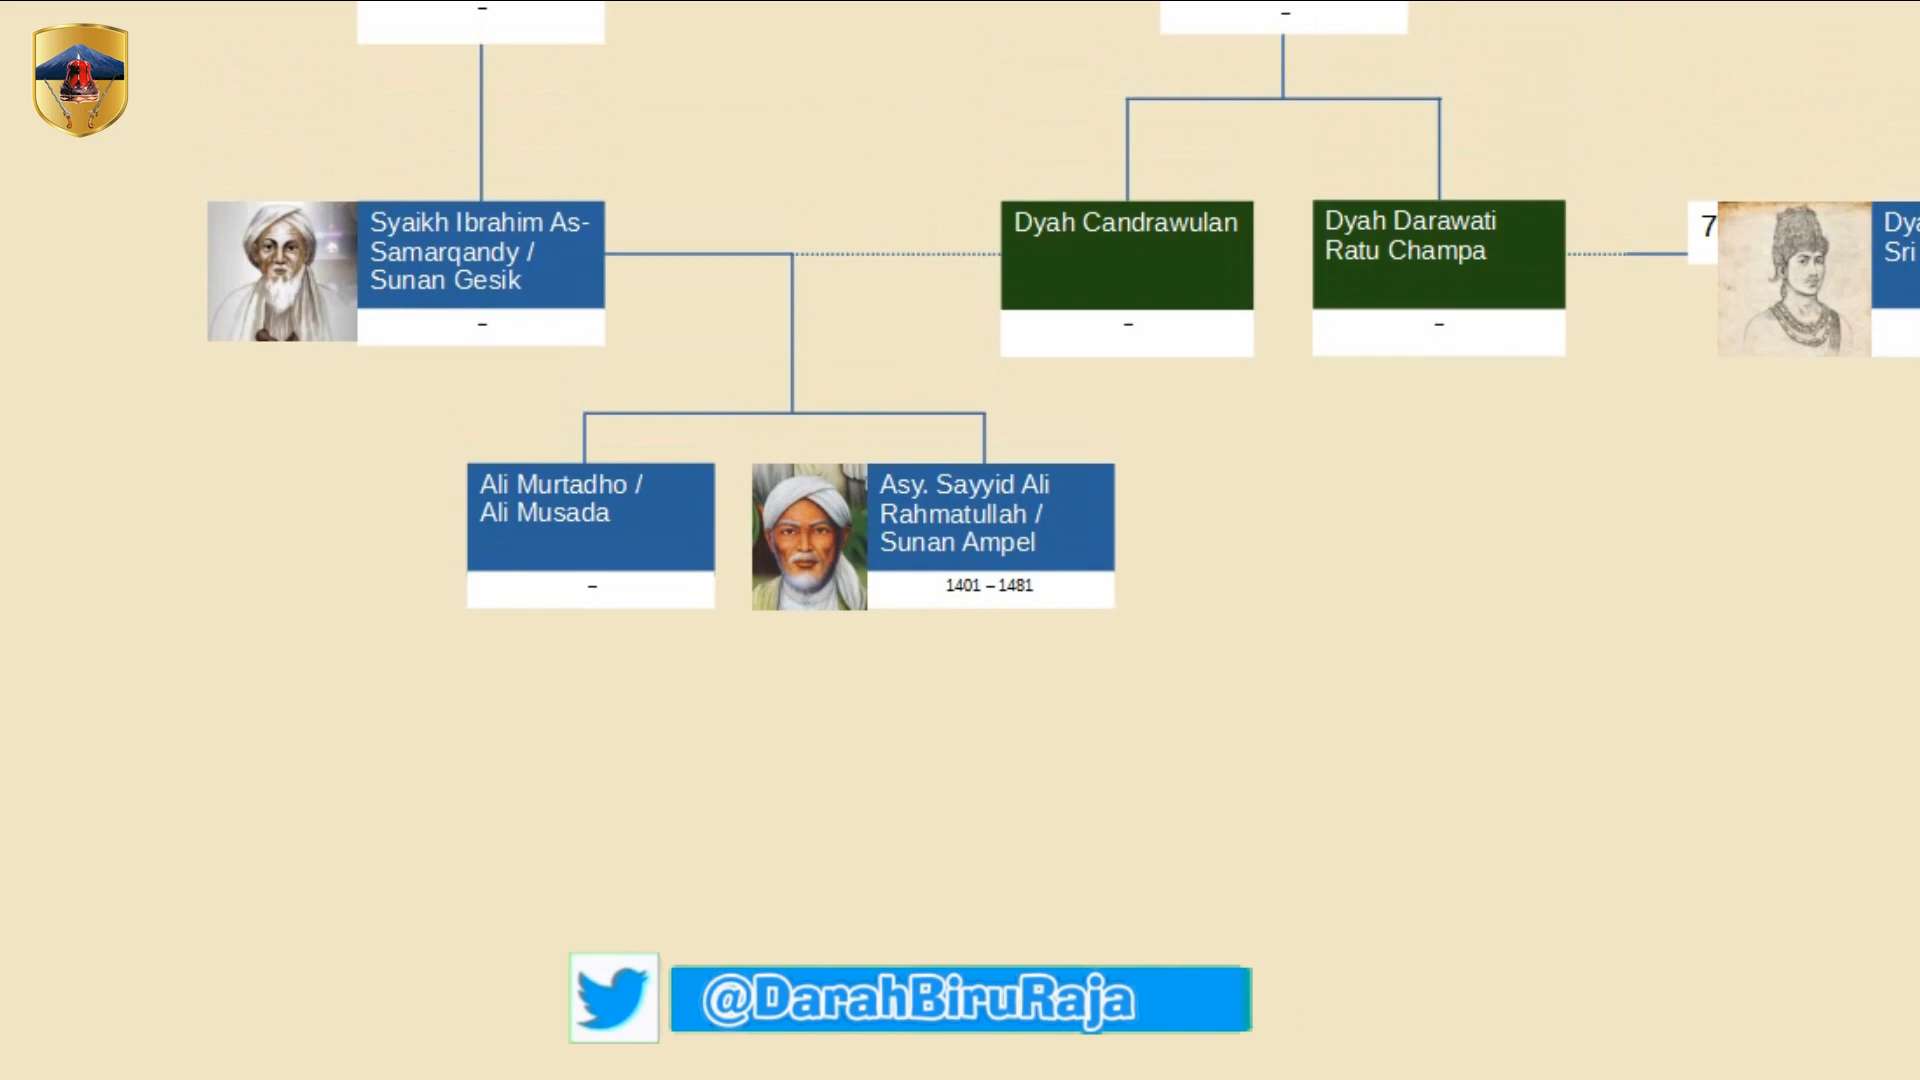 –
–
Syaikh Ibrahim As-
Samarqandy /
Sunan Gesik
–
Dyah Candrawulan
–
Dyah Darawati
Ratu Champa
–
7
Sri
Ali Murtadho /
Ali Musada
–
Asy. Sayyid Ali
Rahmatullah /
Sunan Ampel
1401 – 1481
@DarahBiruRaja